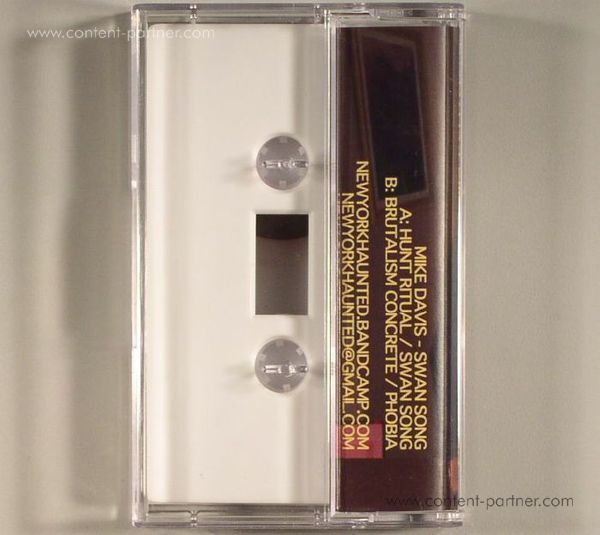 www.content-partner.com
MIKE DAVIS - SWAN SONG
A: HUNT RITUAL / SWAN SONG
B: BRUTALISM CONCRETE / PHOBIA
NEWYORKHAUNTED.BANDCAMP.COM
NEWYORKHAUNTED@GMAIL.COM
www.content-partner.com